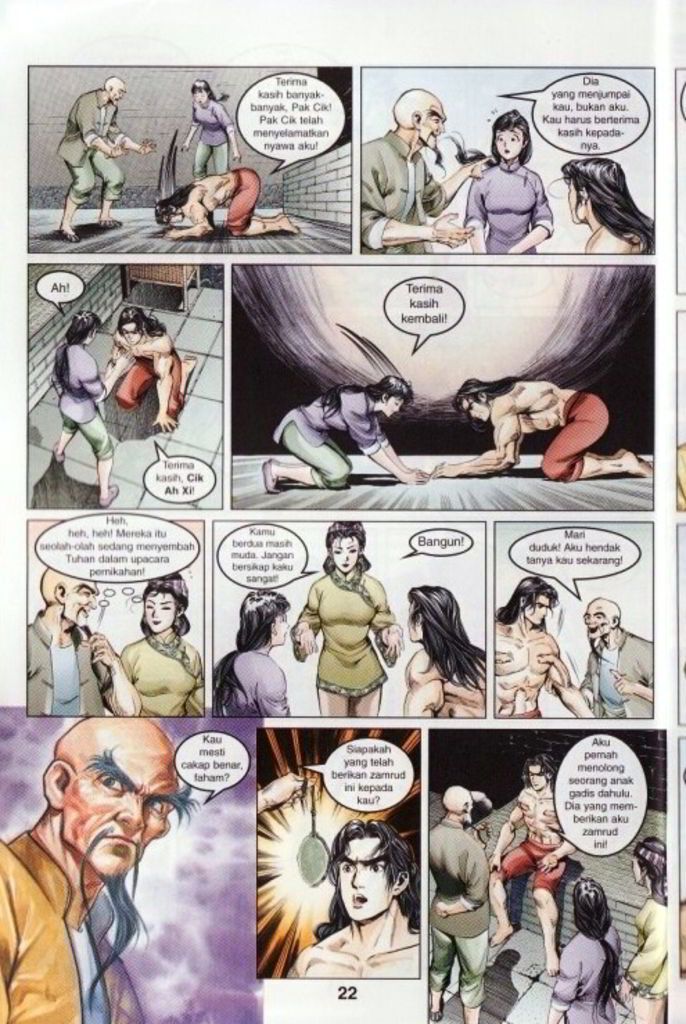 Terima
kasih banyak-
banyak, Pak Cik!
Pak Cik telah
menyelamatkan
nyawa aku!
Dia
yang menjumpai
kau, bukan aku.
Kau harus berterima
kasih kepada-
nya.
Ah!
Terima
kasih, Cik
Ah Xi!
Terima
kasih
kembali!
Heh,
heh, heh! Mereka itu
seolah-olah sedang menyembah
Tuhan dalam upacara
pernikahan!
Kamu
berdua masih
muda. Jangan
bersikap kaku
sangat!
Bangun!
Mari
duduk! Aku hendak
tanya kau sekarang!
Kau
mesti
cakap benar,
faham?
Siapakah
yang telah
berikan zamrud
ini kepada
kau?
Aku
pernah
menolong
seorang anak
gadis dahulu.
Dia yang mem-
berikan aku
zamrud
ini!
22